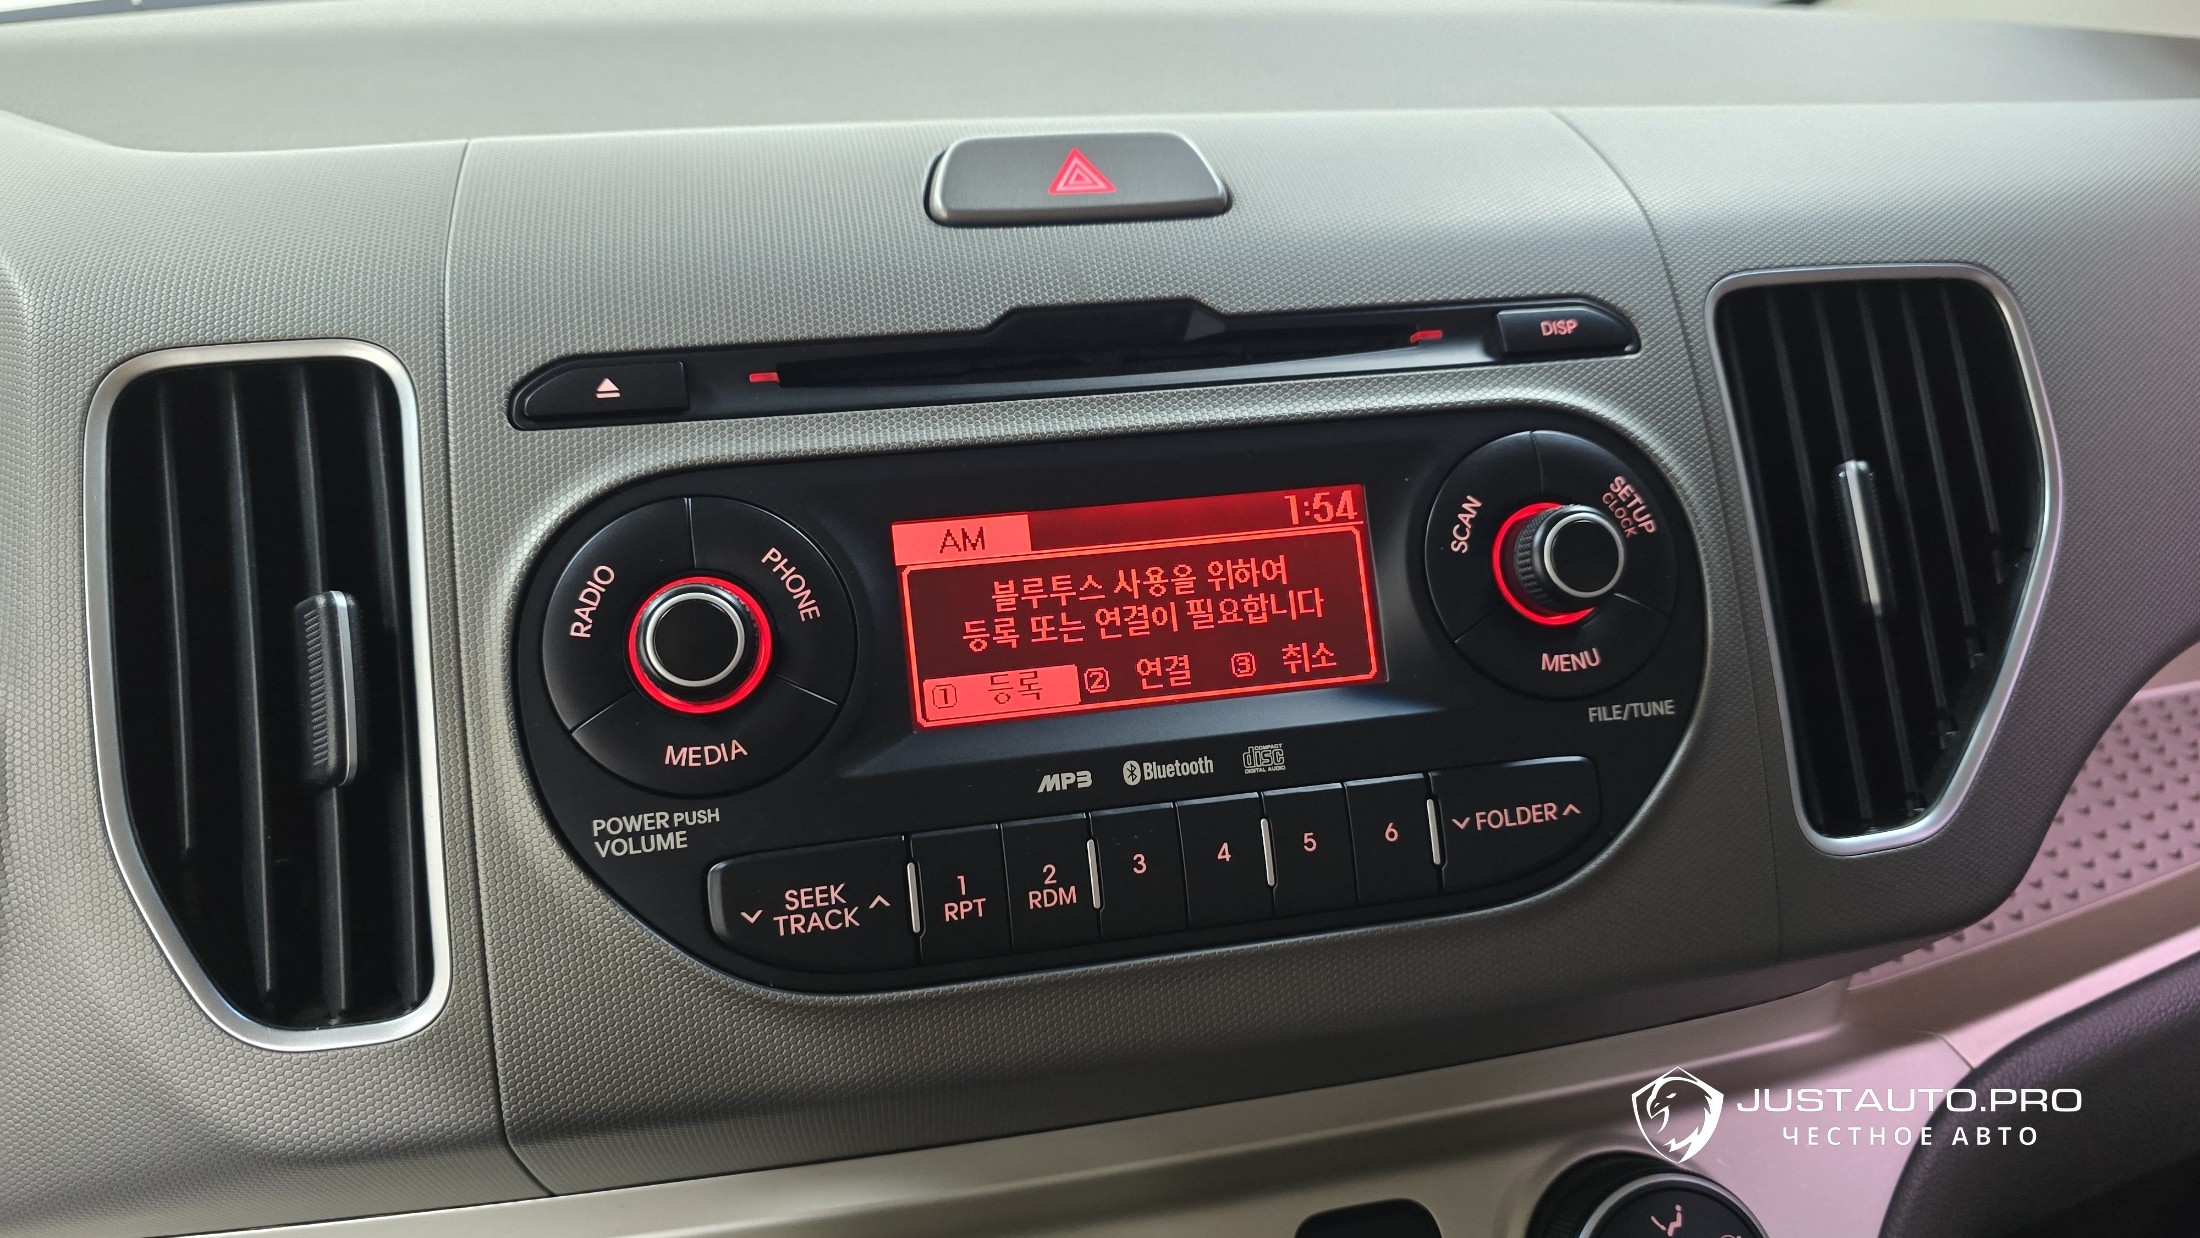 DISP
AM 1:54
블루투스 사용을 위하여
등록 또는 연결이 필요합니다
1 등록 2 연결 3 취소
RADIO
PHONE
MEDIA
POWER PUSH
VOLUME
SCAN
SETUP
CLOCK
MENU
FILE/TUNE
MP3 Bluetooth COMPACT disc DIGITAL AUDIO
SEEK
TRACK
1
RPT
2
RDM
3
4
5
6
FOLDER
JUSTAUTO.PRO
ЧЕСТНОЕ АВТО